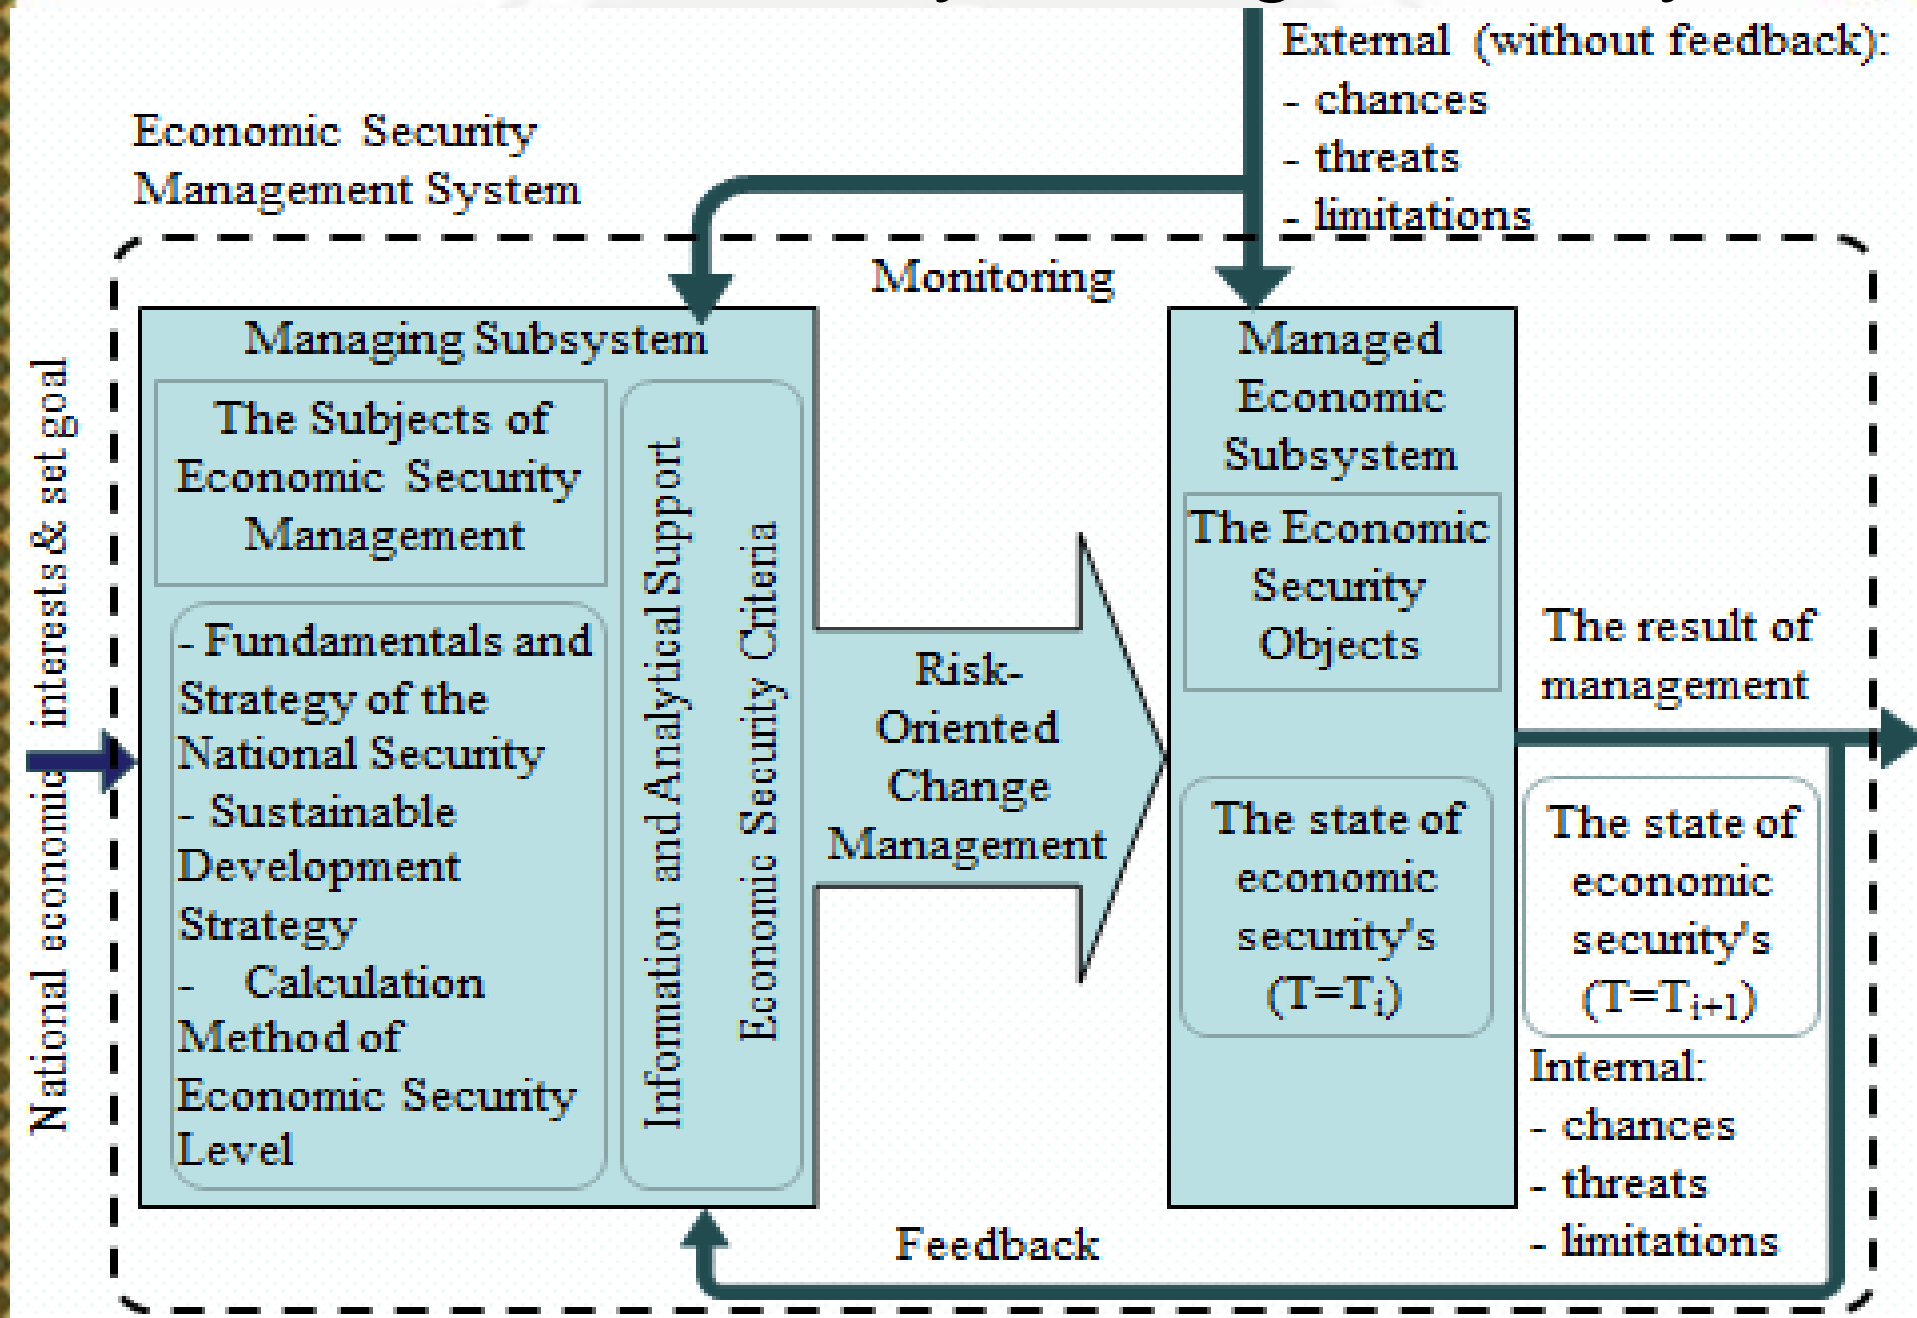 External (without feedback):
- chances
- threats
- limitations
Economic Security
Management System
Monitoring
National economic interests & set goal
Managing Subsystem
The Subjects of
Economic Security
Management
- Fundamentals and
Strategy of the
National Security
- Sustainable
Development
Strategy
- Calculation
Method of
Economic Security
Level
Information and Analytical Support
Economic Security Criteria
Risk-
Oriented
Change
Management
Managed
Economic
Subsystem
The Economic
Security
Objects
The state of
economic
security's
(T=Ti)
The result of
management
The state of
economic
security's
(T=Ti+1)
Internal:
- chances
- threats
- limitations
Feedback